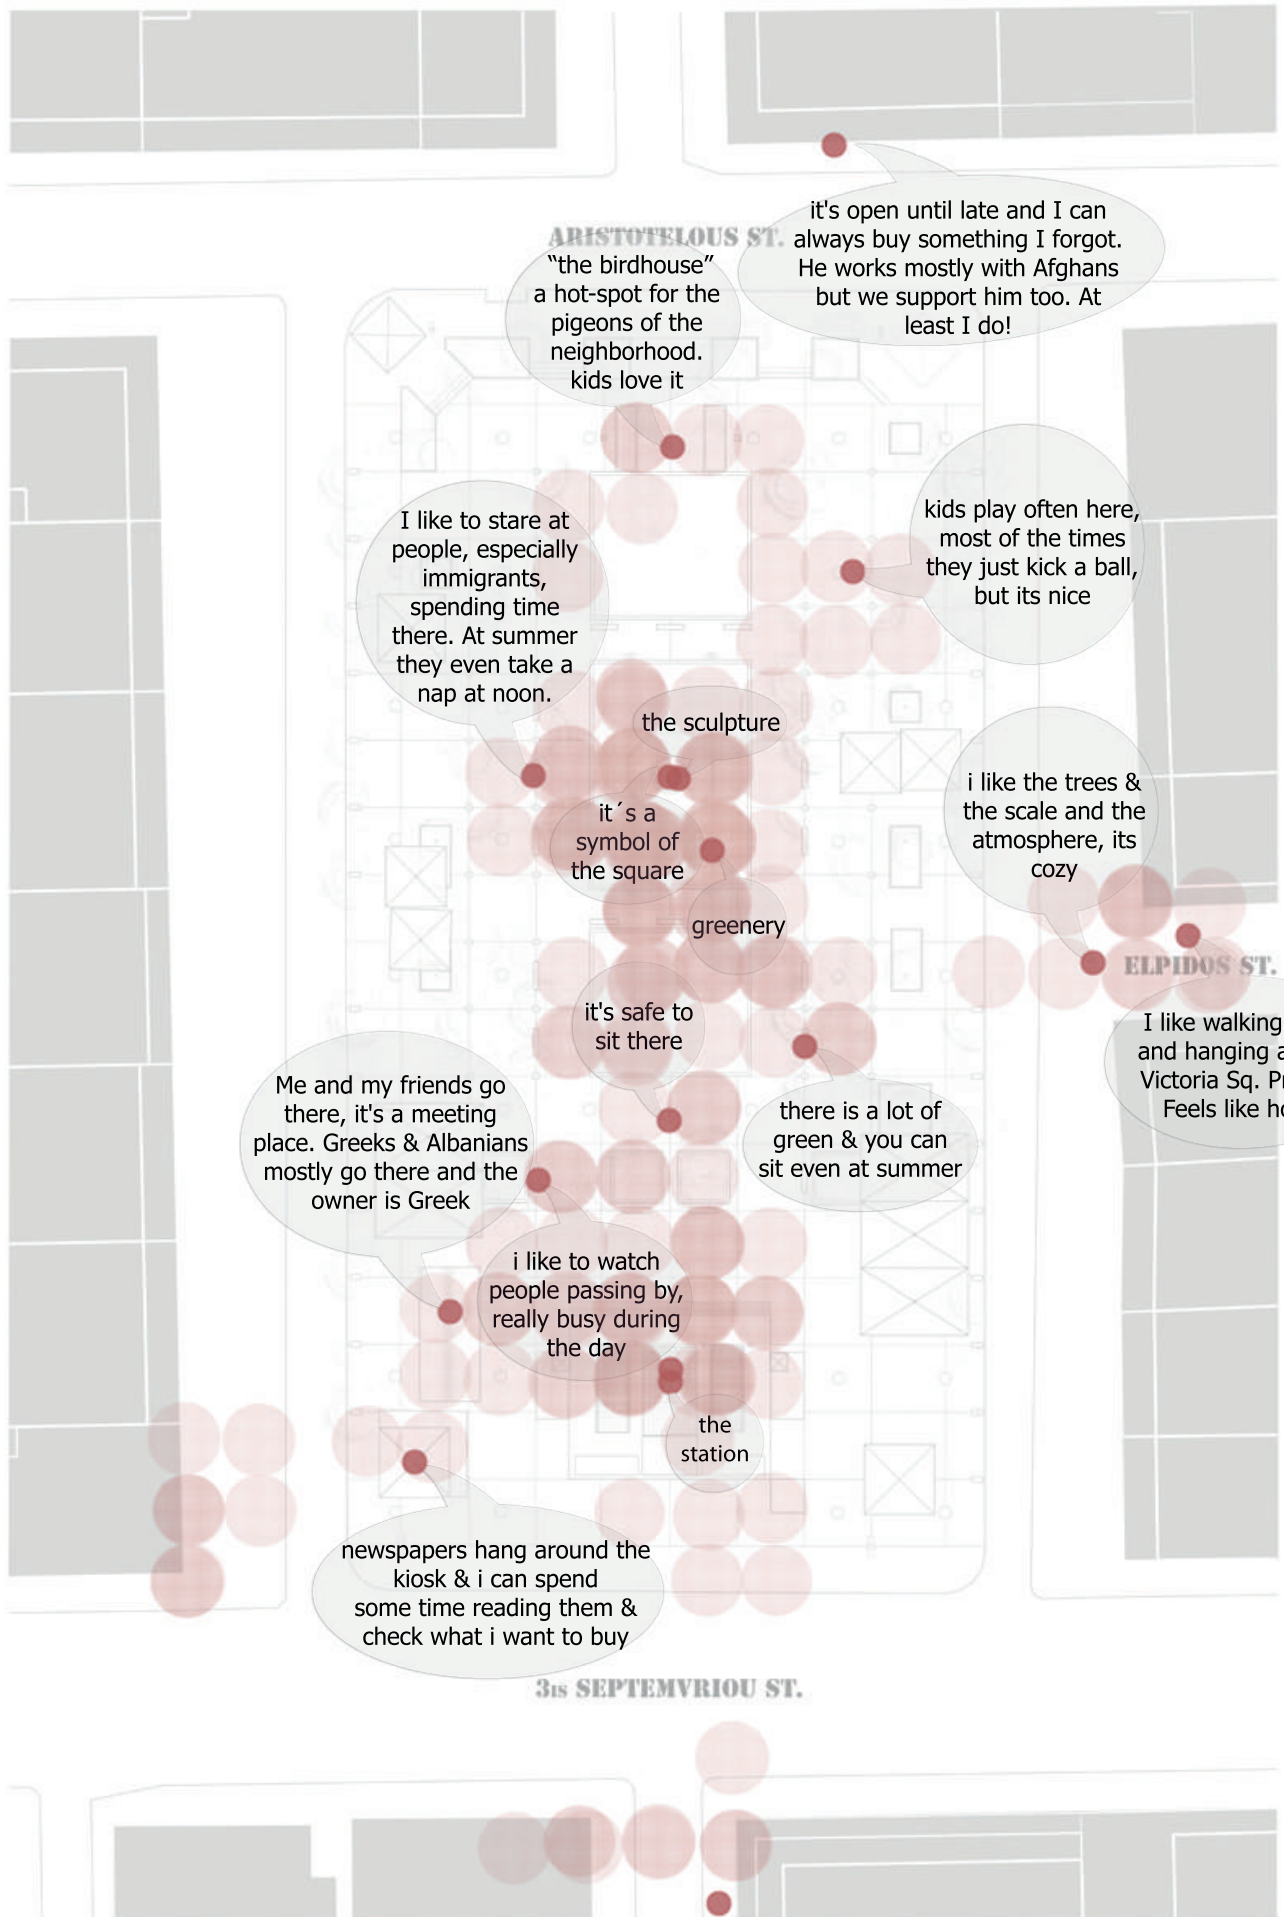 it's open until late and I can
always buy something I forgot.
He works mostly with Afghans
but we support him too. At
least I do!
ARISTOTELOUS ST.
“the birdhouse”
a hot-spot for the
pigeons of the
neighborhood.
kids love it
kids play often here,
most of the times
they just kick a ball,
but its nice
I like to stare at
people, especially
immigrants,
spending time
there. At summer
they even take a
nap at noon.
the sculpture
i like the trees &
the scale and the
atmosphere, its
cozy
it´s a
symbol of
the square
greenery
ELPIDOS ST.
it's safe to
sit there
I like walking
and hanging
Victoria Sq.
Feels like
Me and my friends go
there, it's a meeting
place. Greeks & Albanians
mostly go there and the
owner is Greek
there is a lot of
green & you can
sit even at summer
i like to watch
people passing by,
really busy during
the day
the
station
newspapers hang around the
kiosk & i can spend
some time reading them &
check what i want to buy
3IS SEPTEMVRIOU ST.